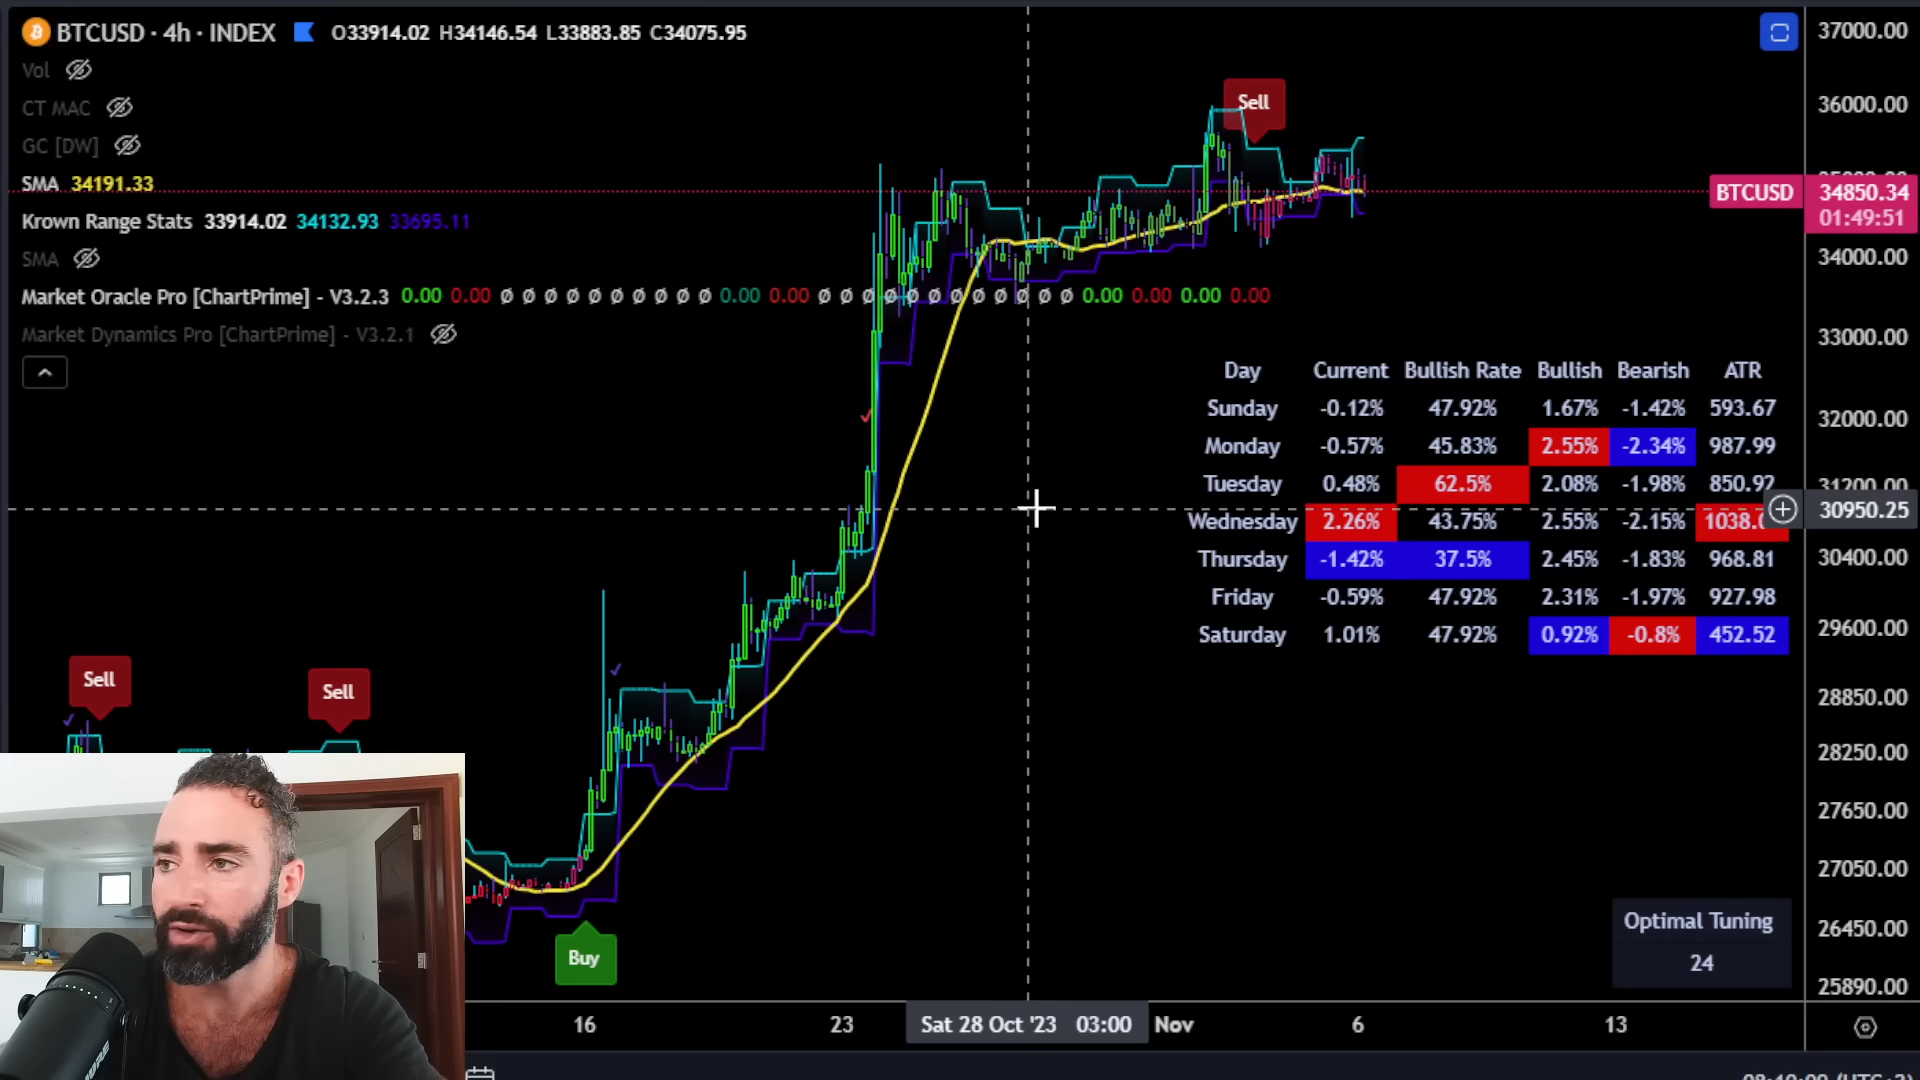 BTCUSD · 4h · INDEX O33914.02 H34146.54 L33883.85 C34075.95
Vol
CT MAC
GC [DW]
SMA 34191.33
Krown Range Stats 33914.02 34132.93 33695.11
SMA
Market Oracle Pro [ChartPrime] - V3.2.3 0.00 0.00 Ø Ø Ø Ø Ø Ø Ø Ø Ø Ø 0.00 0.00 Ø Ø Ø Ø Ø Ø Ø Ø Ø Ø Ø Ø 0.00 0.00 0.00 0.00
Market Dynamics Pro [ChartPrime] - V3.2.1
Sell
Sell
Sell
Buy
Day Current Bullish Rate Bullish Bearish ATR
Sunday -0.12% 47.92% 1.67% -1.42% 593.67
Monday -0.57% 45.83% 2.55% -2.34% 987.99
Tuesday 0.48% 62.5% 2.08% -1.98% 850.92
Wednesday 2.26% 43.75% 2.55% -2.15%
Thursday -1.42% 37.5% 2.45% -1.83% 968.81
Friday -0.59% 47.92% 2.31% -1.97% 927.98
Saturday 1.01% 47.92% 0.92% -0.8% 452.52
Optimal Tuning
24
37000.00
36000.00
BTCUSD 34850.34
01:49:51
34000.00
33000.00
32000.00
31200.00
30950.25
30400.00
29600.00
28850.00
28250.00
27650.00
27050.00
26450.00
25890.00
16 23 Sat 28 Oct '23 03:00 Nov 6 13